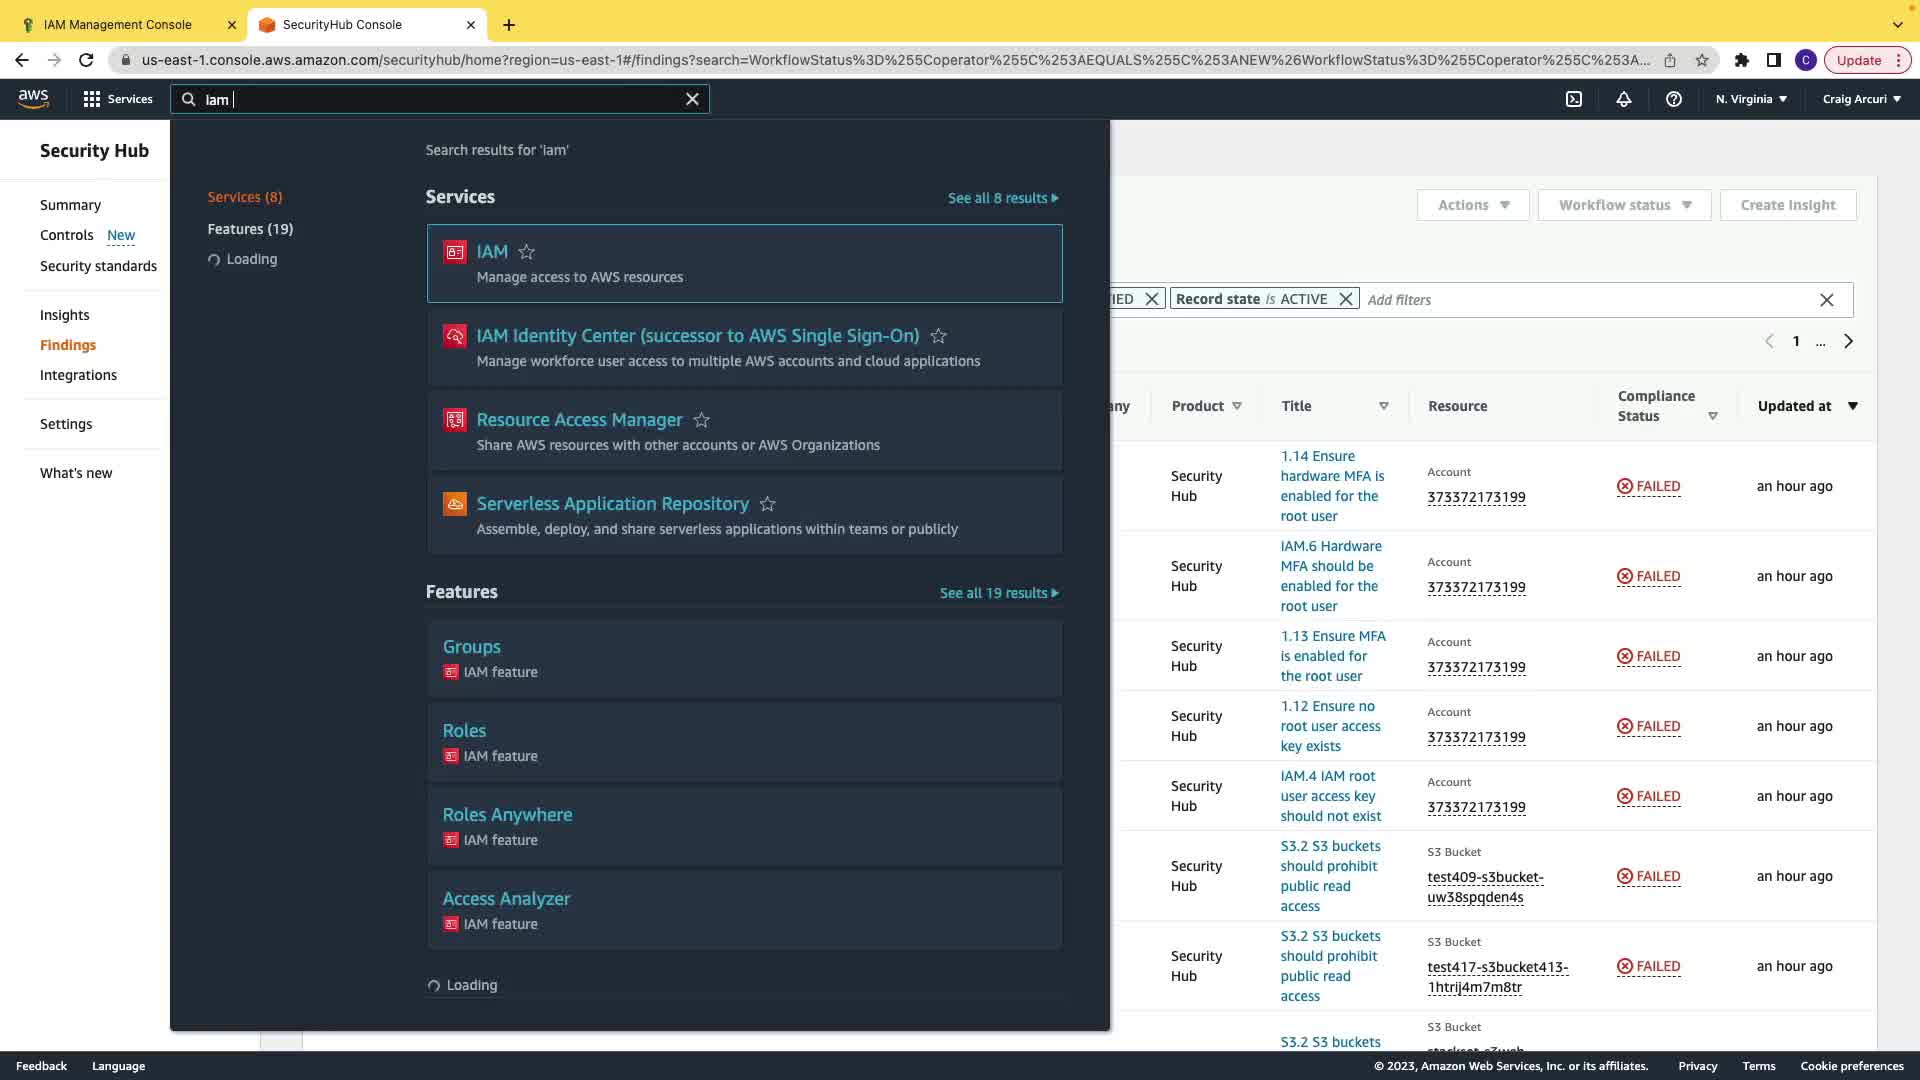 IAM Management Console
SecurityHub Console
us-east-1.console.aws.amazon.com/securityhub/home?region=us-east-1#/findings?search=WorkflowStatus%3D%255Coperator%255C%253AEQUALS%255C%253ANEW%26WorkflowStatus%3D%255Coperator%255C%253A...
C
Update
aws
Services
iam
N. Virginia
Craig Arcuri
Security Hub
Summary
Controls New
Security standards
Insights
Findings
Integrations
Settings
What's new
Search results for 'iam'
Services (8)
Features (19)
Loading
Services
See all 8 results
IAM
Manage access to AWS resources
IAM Identity Center (successor to AWS Single Sign-On)
Manage workforce user access to multiple AWS accounts and cloud applications
Resource Access Manager
Share AWS resources with other accounts or AWS Organizations
Serverless Application Repository
Assemble, deploy, and share serverless applications within teams or publicly
Features
See all 19 results
Groups
IAM feature
Roles
IAM feature
Roles Anywhere
IAM feature
Access Analyzer
IAM feature
Loading
Actions
Workflow status
Create insight
Record state is ACTIVE
Add filters
1 ...
Product
Title
Resource
Compliance
Status
Updated at
Security
Hub
1.14 Ensure
hardware MFA is
enabled for the
root user
Account
373372173199
FAILED
an hour ago
Security
Hub
IAM.6 Hardware
MFA should be
enabled for the
root user
Account
373372173199
FAILED
an hour ago
Security
Hub
1.13 Ensure MFA
is enabled for
the root user
Account
373372173199
FAILED
an hour ago
Security
Hub
1.12 Ensure no
root user access
key exists
Account
373372173199
FAILED
an hour ago
Security
Hub
IAM.4 IAM root
user access key
should not exist
Account
373372173199
FAILED
an hour ago
Security
Hub
S3.2 S3 buckets
should prohibit
public read
access
S3 Bucket
test409-s3bucket-
uw38spqden4s
FAILED
an hour ago
Security
Hub
S3.2 S3 buckets
should prohibit
public read
access
S3 Bucket
test417-s3bucket413-
1htrij4m7m8tr
FAILED
an hour ago
S3.2 S3 buckets
S3 Bucket
Feedback
Language
© 2023, Amazon Web Services, Inc. or its affiliates.
Privacy
Terms
Cookie preferences